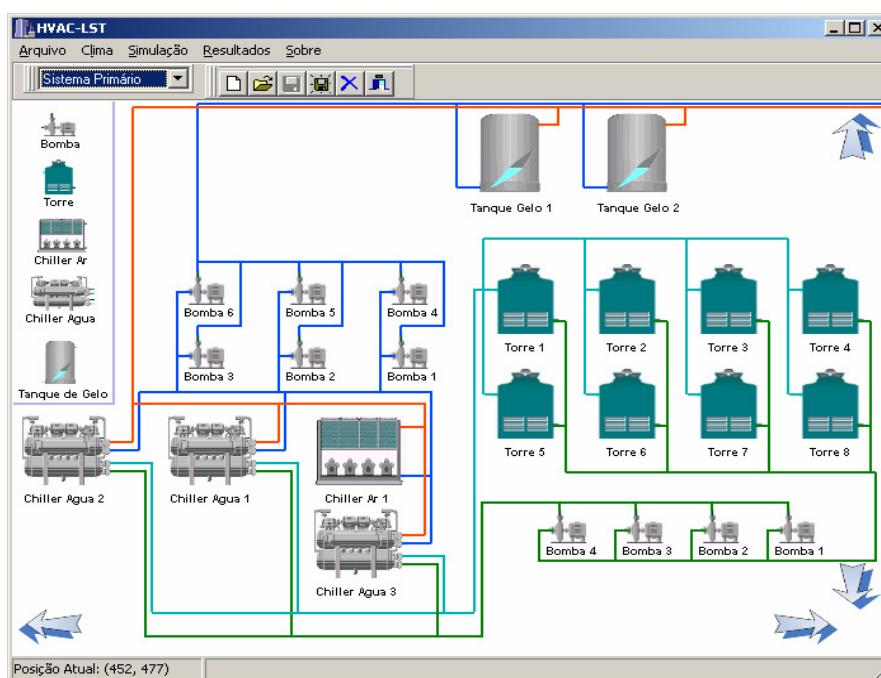 HVAC-LST
Arquivo Clima Simulação Resultados Sobre
Sistema Primário
Bomba
Torre
Chiller Ar
Chiller Agua
Tanque de Gelo
Tanque Gelo 1 Tanque Gelo 2
Bomba 6 Bomba 5 Bomba 4
Bomba 3 Bomba 2 Bomba 1
Torre 1 Torre 2 Torre 3 Torre 4
Torre 5 Torre 6 Torre 7 Torre 8
Chiller Agua 2 Chiller Agua 1 Chiller Ar 1
Bomba 4 Bomba 3 Bomba 2 Bomba 1
Chiller Agua 3
Posição Atual: (452, 477)